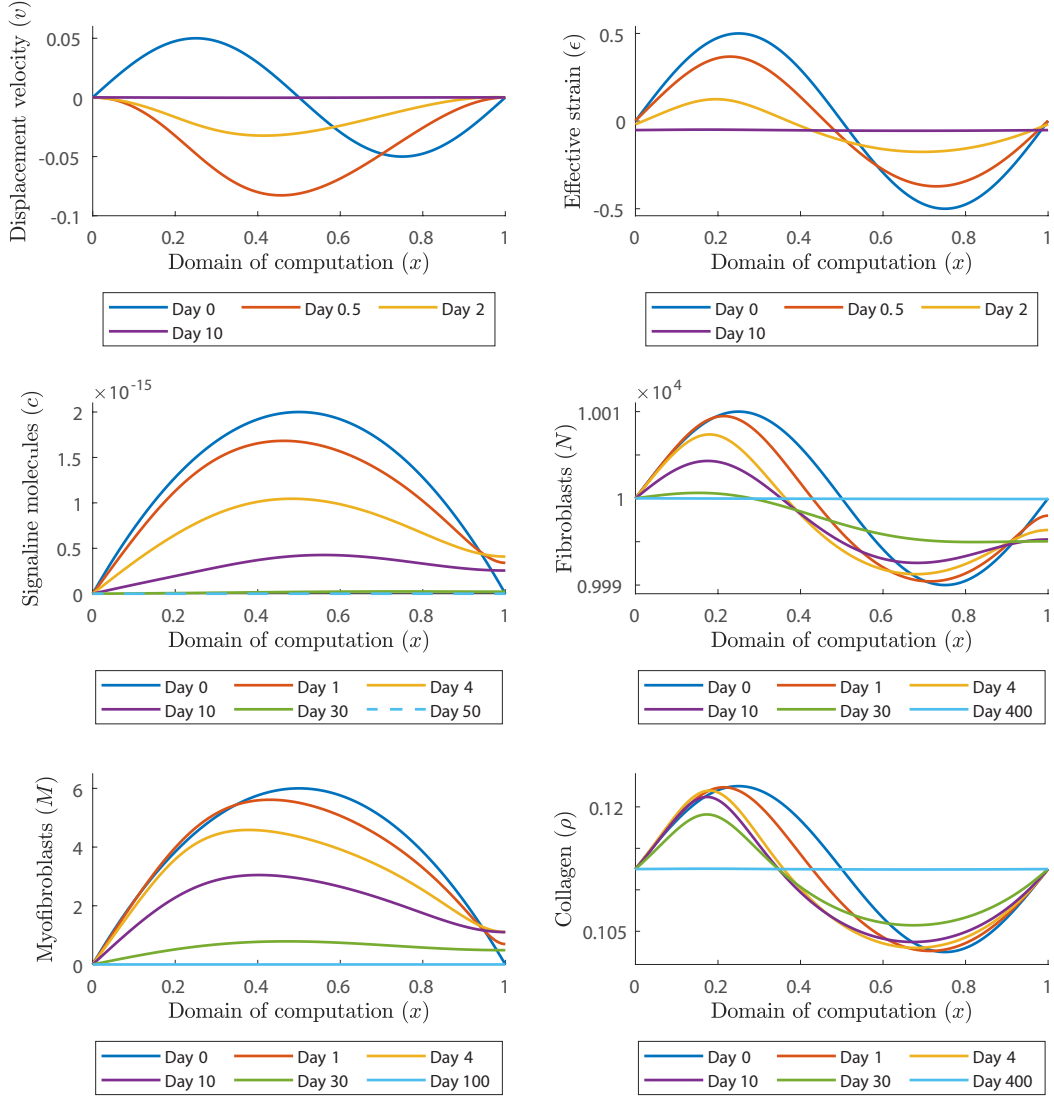 Displacement velocity (v)
0.05
0
-0.05
-0.1
0 0.2 0.4 0.6 0.8 1
Domain of computation (x)
Day 0 Day 0.5 Day 2
Day 10
Effective strain (ϵ)
0.5
0
-0.5
0 0.2 0.4 0.6 0.8 1
Domain of computation (x)
Day 0 Day 0.5 Day 2
Day 10
Signaline molecules (c)
×10⁻¹⁵
2
1.5
1
0.5
0
0 0.2 0.4 0.6 0.8 1
Domain of computation (x)
Day 0 Day 1 Day 4
Day 10 Day 30 Day 50
Fibroblasts (N)
×10⁴
1.001
1
0.999
0 0.2 0.4 0.6 0.8 1
Domain of computation (x)
Day 0 Day 1 Day 4
Day 10 Day 30 Day 400
Myofibroblasts (M)
6
4
2
0
0 0.2 0.4 0.6 0.8 1
Domain of computation (x)
Day 0 Day 1 Day 4
Day 10 Day 30 Day 100
Collagen (ρ)
0.12
0.105
0 0.2 0.4 0.6 0.8 1
Domain of computation (x)
Day 0 Day 1 Day 4
Day 10 Day 30 Day 400